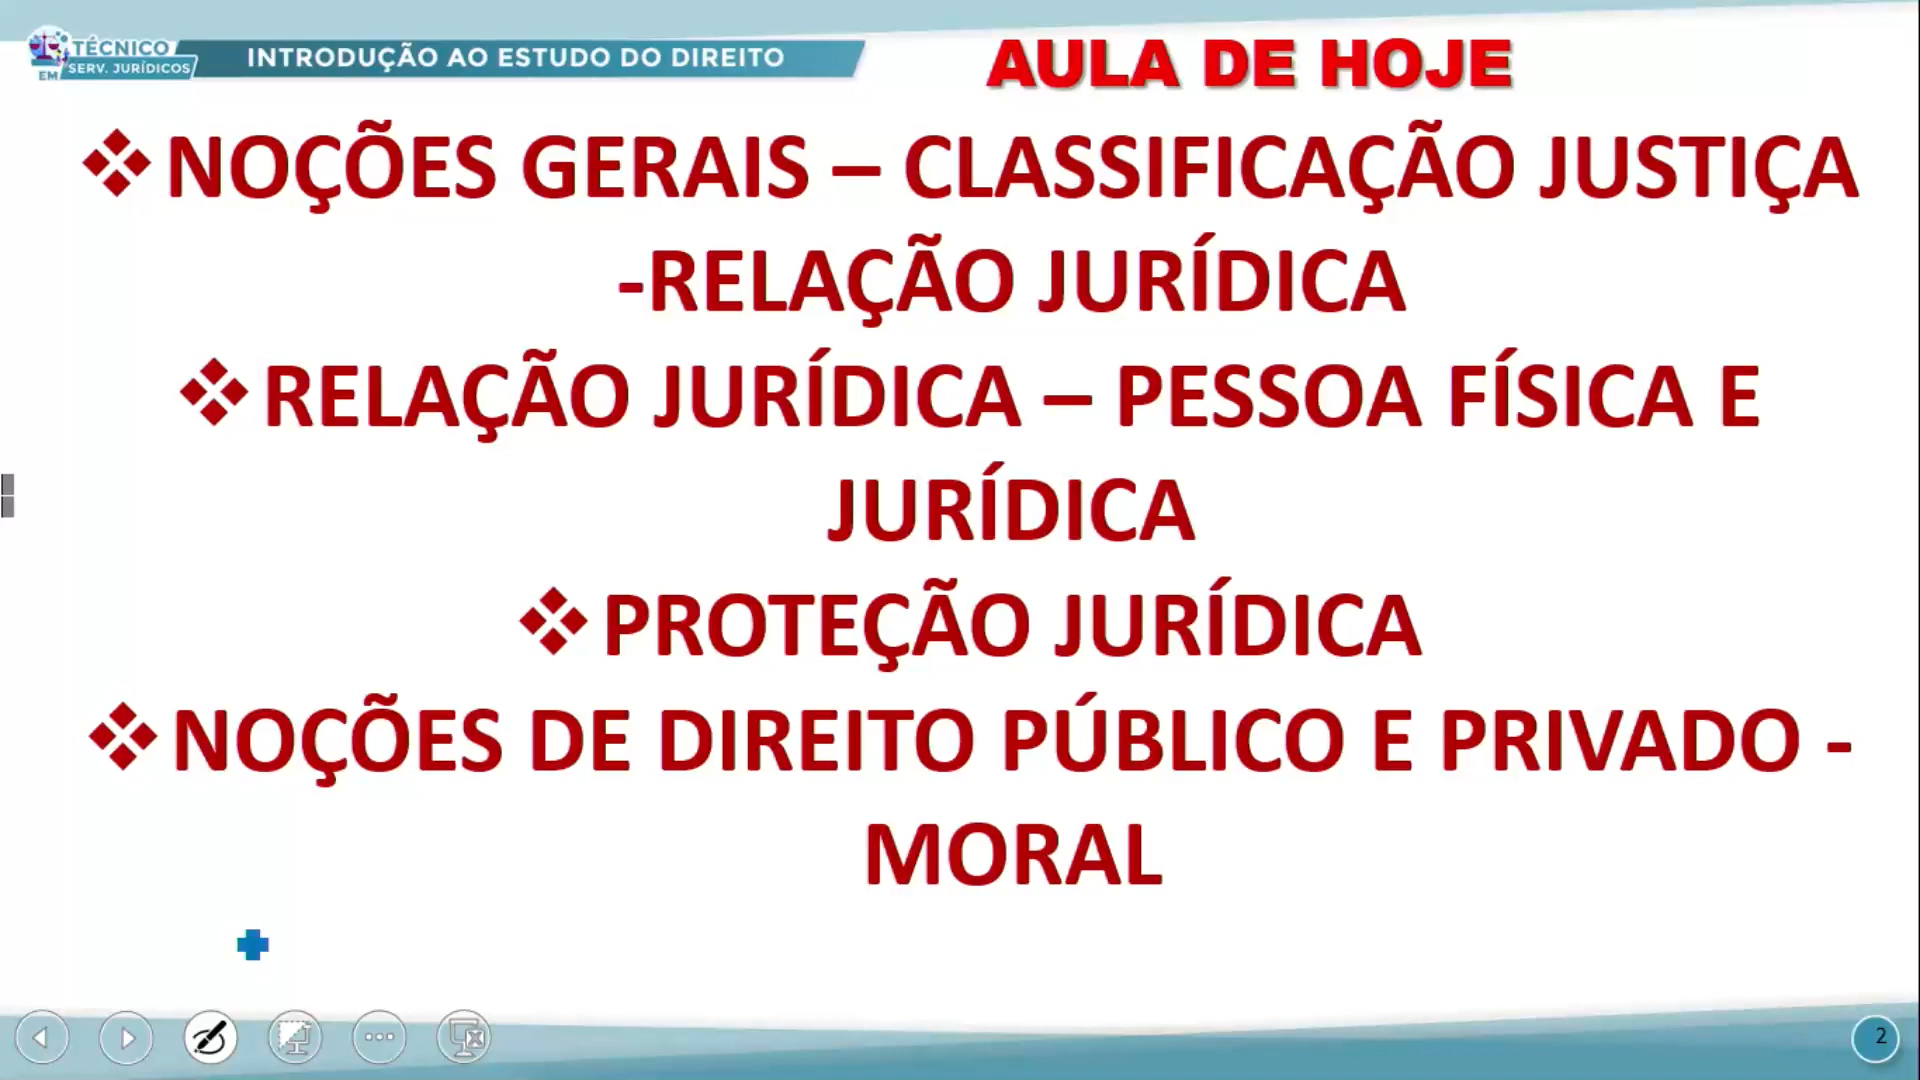 TÉCNICO
EM SERV. JURÍDICOS
INTRODUÇÃO AO ESTUDO DO DIREITO
AULA DE HOJE
❖NOÇÕES GERAIS – CLASSIFICAÇÃO JUSTIÇA
-RELAÇÃO JURÍDICA
❖RELAÇÃO JURÍDICA – PESSOA FÍSICA E
JURÍDICA
❖PROTEÇÃO JURÍDICA
❖NOÇÕES DE DIREITO PÚBLICO E PRIVADO -
MORAL
2